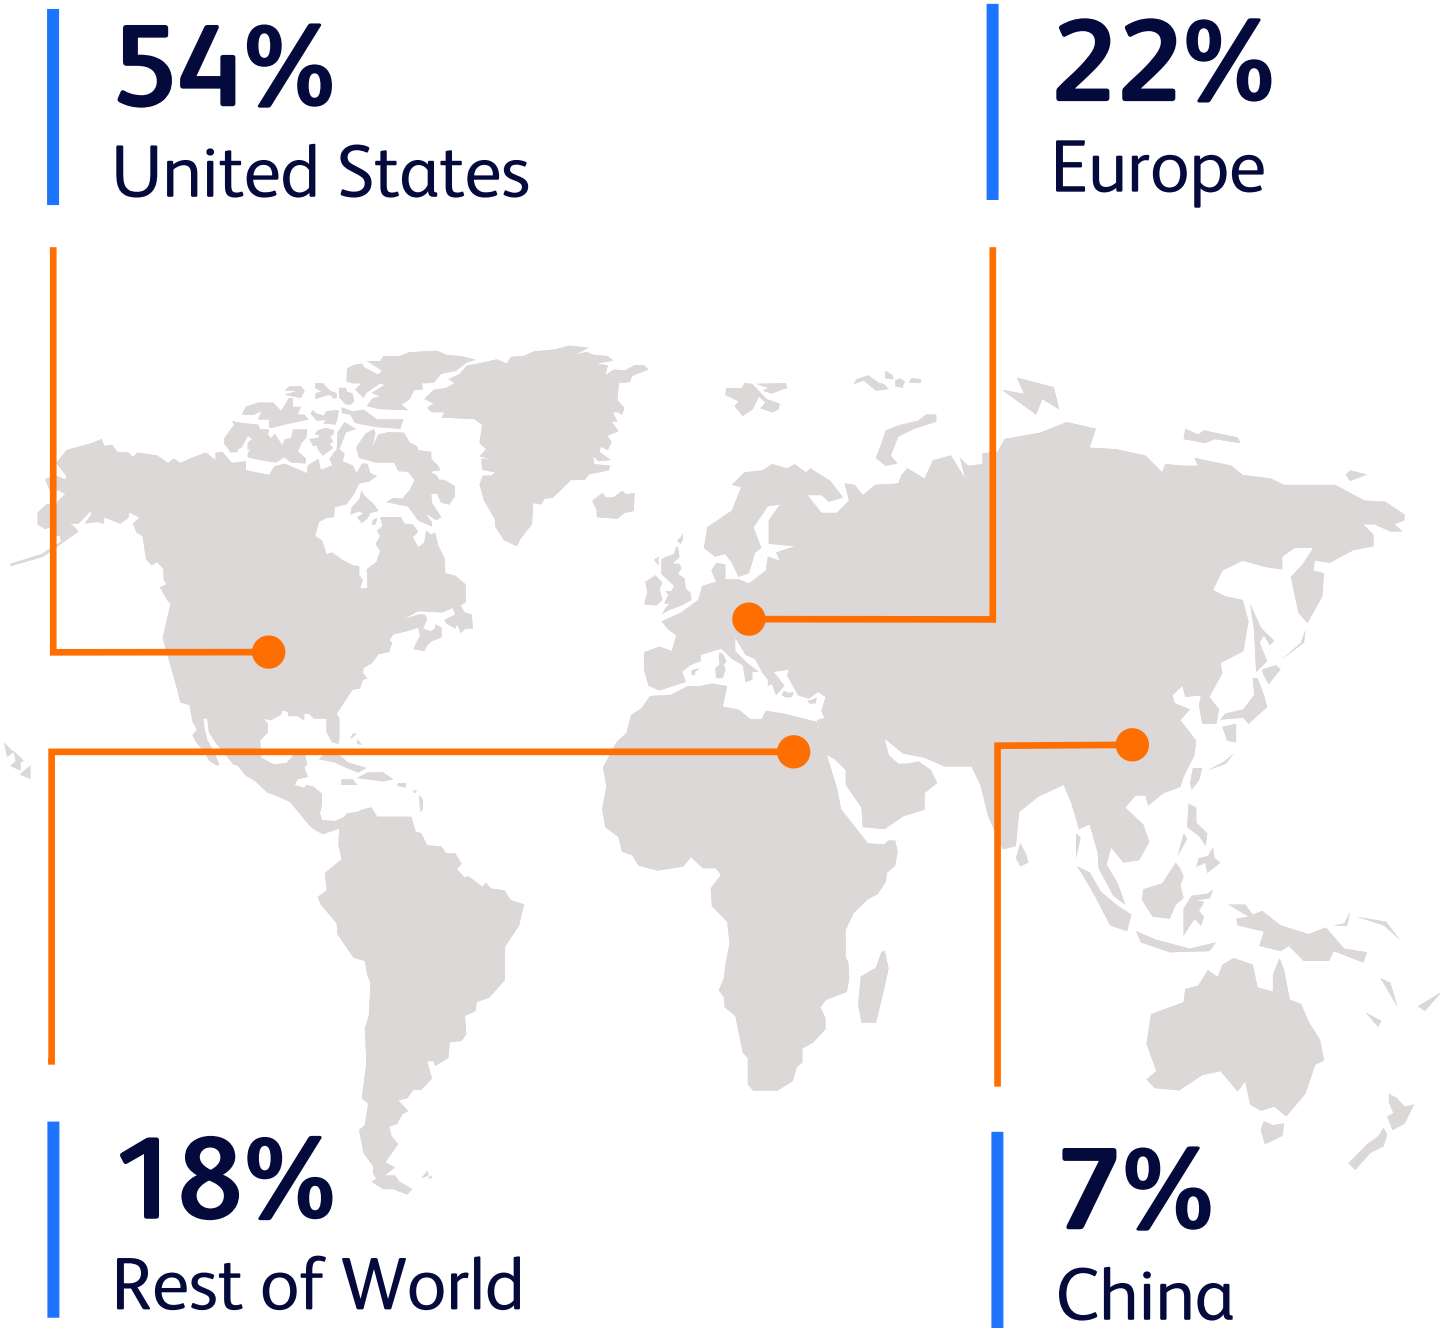 54%
United States
22%
Europe
18%
Rest of World
7%
China